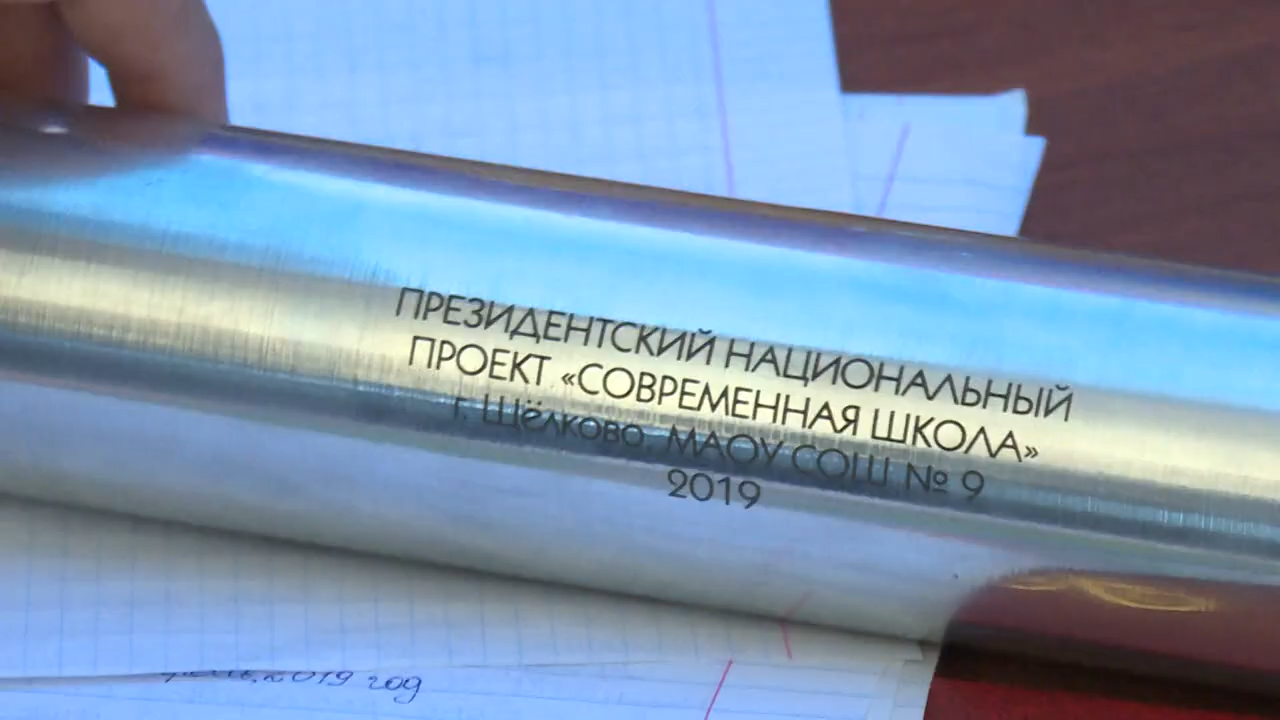 ПРЕЗИДЕНТСКИЙ НАЦИОНАЛЬНЫЙ
ПРОЕКТ «СОВРЕМЕННАЯ ШКОЛА»
г. Щёлково, МАОУ СОШ № 9
2019
2019 год